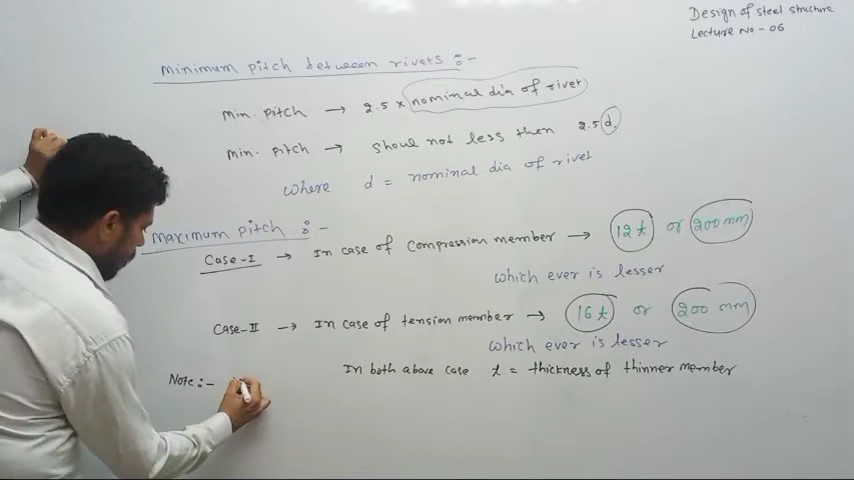 Design of steel structure
Lecture No - 06
minimum pitch between rivets :-
Min. pitch → 2.5 x nominal dia of rivet
Min. pitch → shoul not less then 2.5 d.
where d = nominal dia of rivet
Maximum pitch :-
Case-I → In case of compression member → 12 t or 200 mm
which ever is lesser
Case-II → In case of tension member → 16 t or 200 mm
which ever is lesser
In both above case t = thickness of thinner member
Note :-